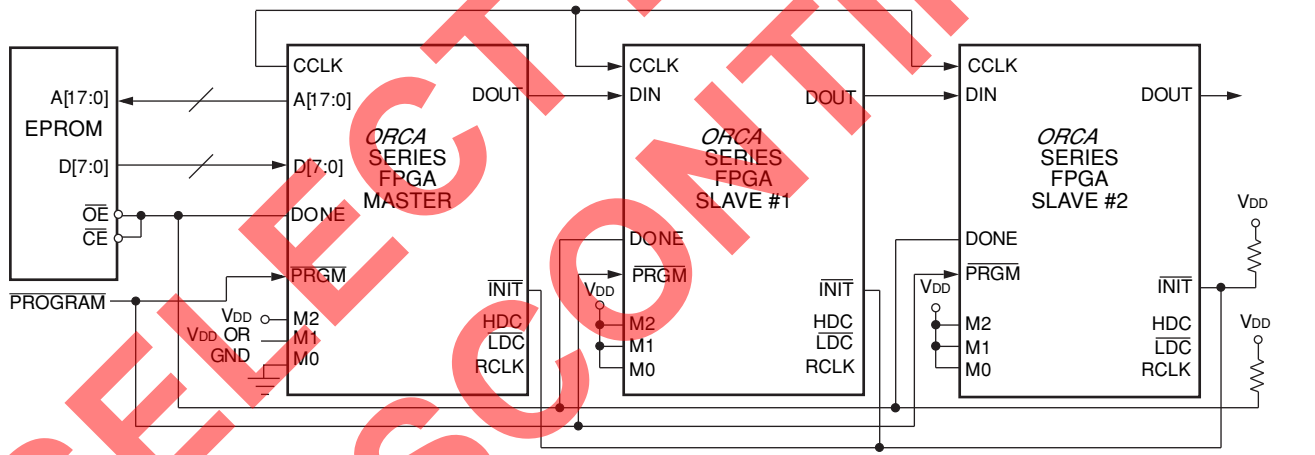 A[17:0]
EPROM
D[7:0]
OE
CE
PROGRAM
CCLK
A[17:0]
DOUT
ORCA
SERIES
FPGA
MASTER
D[7:0]
DONE
PRGM
INIT
VDD
M2
HDC
VDD OR
M1
LDC
GND
M0
RCLK
CCLK
DIN
DOUT
ORCA
SERIES
FPGA
SLAVE #1
DONE
PRGM
VDD
INIT
M2
HDC
M1
LDC
M0
RCLK
CCLK
DIN
DOUT
ORCA
SERIES
FPGA
SLAVE #2
DONE
PRGM
VDD
INIT
M2
HDC
M1
LDC
M0
RCLK
VDD
VDD
SELECT